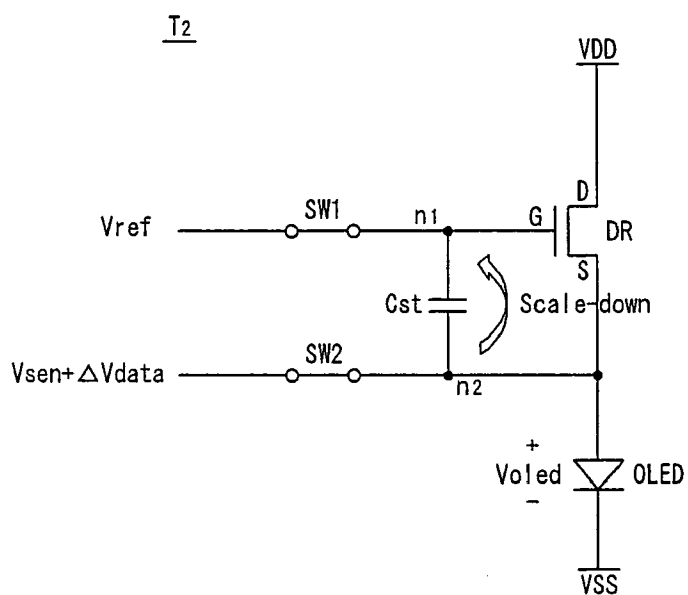 T2
VDD
D
Vref
SW1
n1
G
DR
S
Cst
Scale-down
Vsen+ΔVdata
SW2
n2
+
Voled
OLED
-
VSS